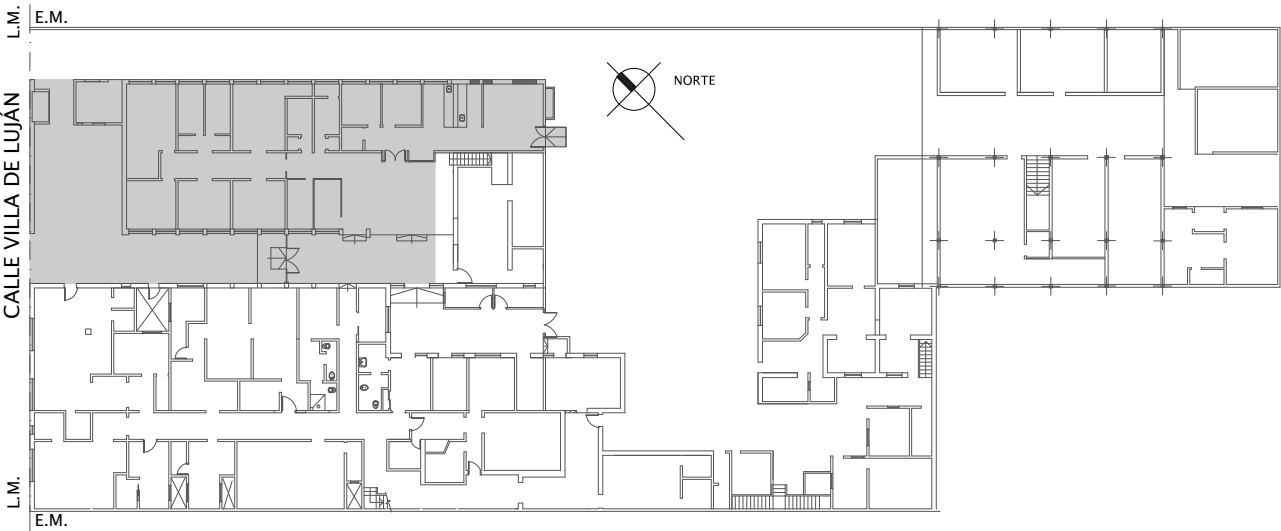 L.M.
E.M.
NORTE
CALLE VILLA DE LUJÁN
L.M.
E.M.